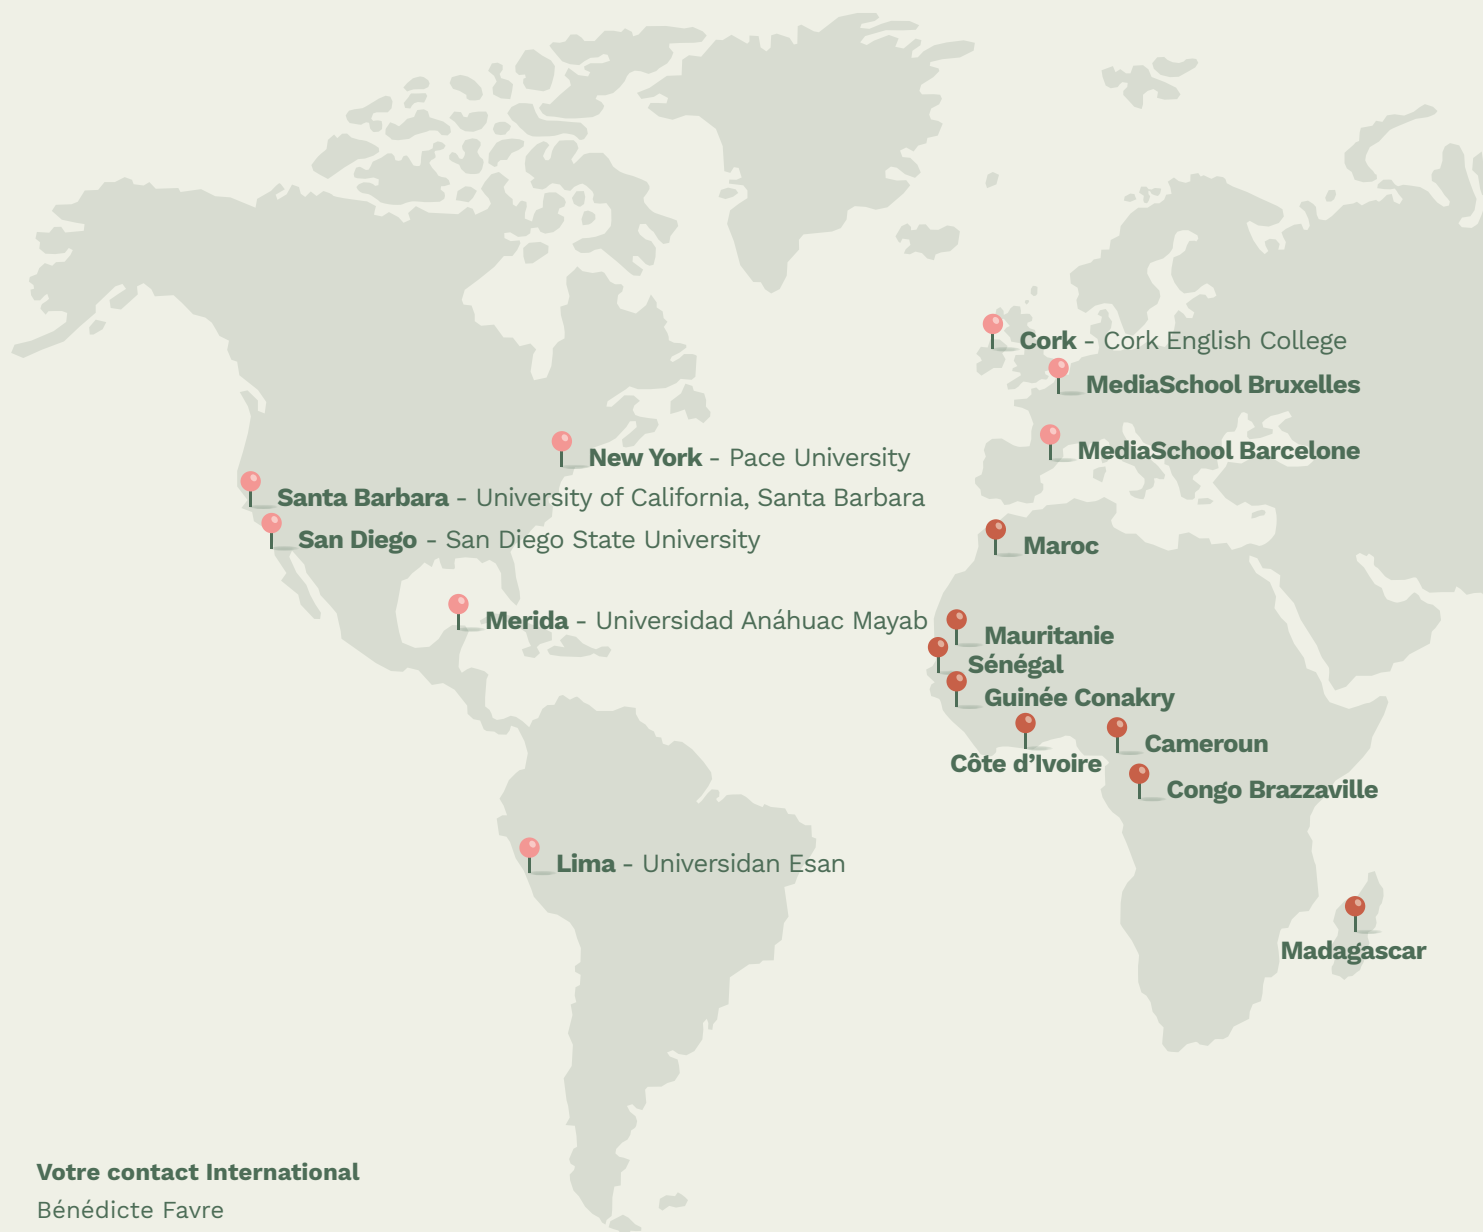 Cork - Cork English College
MediaSchool Bruxelles
MediaSchool Barcelone
New York - Pace University
Santa Barbara - University of California, Santa Barbara
San Diego - San Diego State University
Maroc
Merida - Universidad Anáhuac Mayab
Mauritanie
Sénégal
Guinée Conakry
Cameroun
Côte d’Ivoire
Congo Brazzaville
Lima - Universidan Esan
Madagascar
Votre contact International
Bénédicte Favre